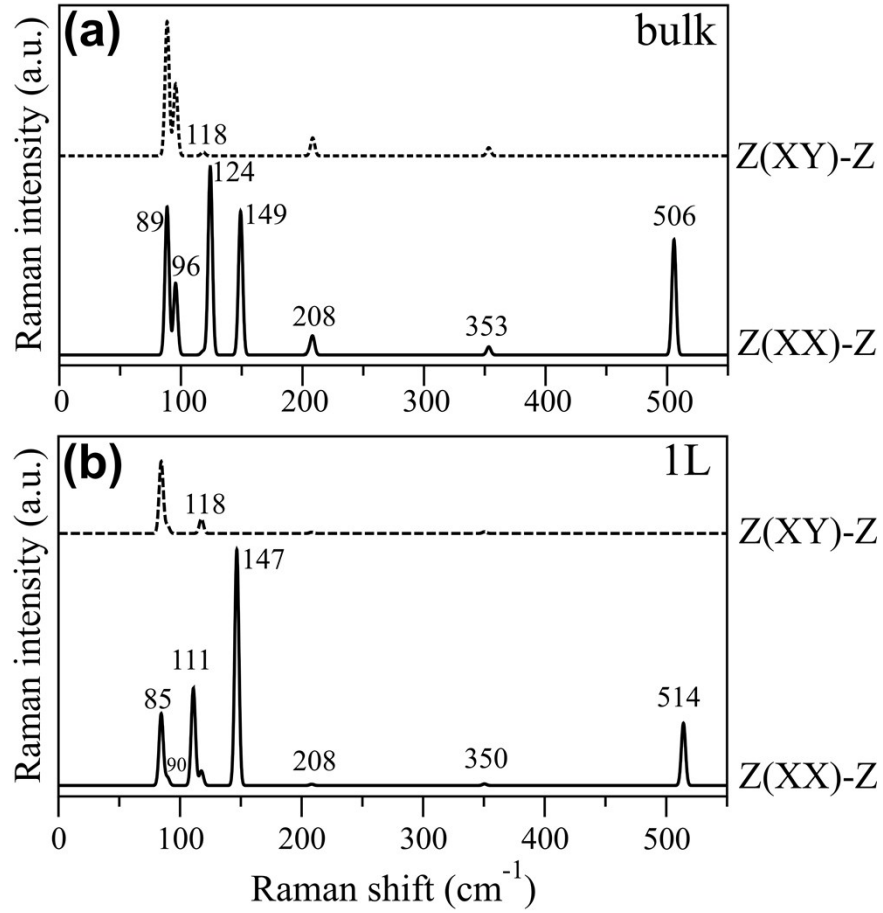 (a)
bulk
Raman intensity (a.u.)
118
Z(XY)-Z
124
89
149
506
96
208
353
Z(XX)-Z
0 100 200 300 400 500
(b)
1L
Raman intensity (a.u.)
118
Z(XY)-Z
147
111
85
514
90
208
350
Z(XX)-Z
0 100 200 300 400 500
Raman shift (cm⁻¹)